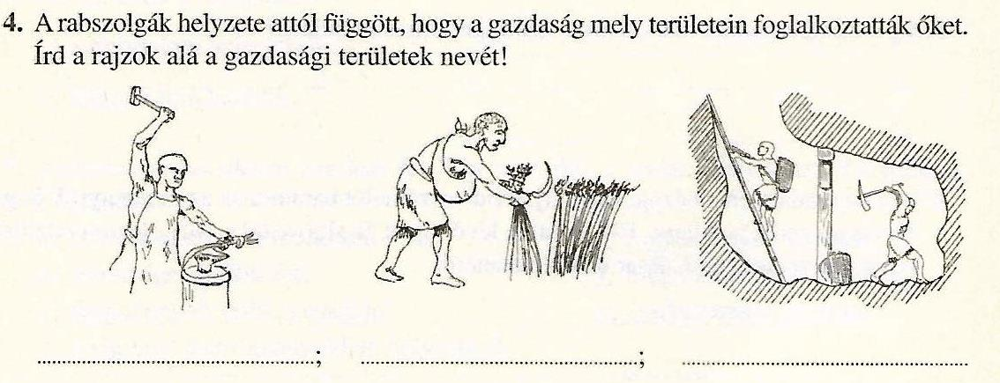 4. A rabszolgák helyzete attól függött, hogy a gazdaság mely területein foglalkoztatták őket.
Írd a rajzok alá a gazdasági területek nevét!
..................................................; ..................................................; ..................................................